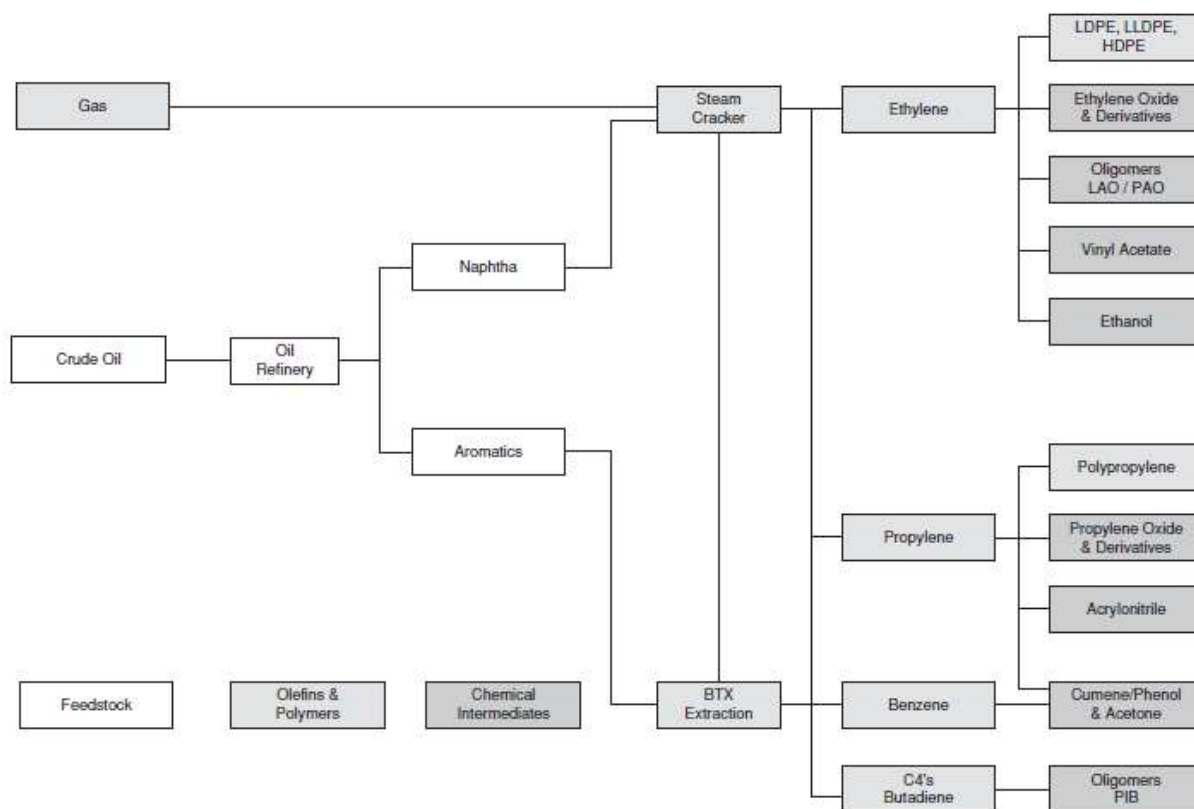 LDPE, LLDPE,
HDPE
Gas
Steam
Cracker
Ethylene
Ethylene Oxide
& Derivatives
Oligomers
LAO / PAO
Naphtha
Vinyl Acetate
Ethanol
Crude Oil
Oil
Refinery
Aromatics
Polypropylene
Propylene
Propylene Oxide
& Derivatives
Acrylonitrile
Feedstock
Olefins &
Polymers
Chemical
Intermediates
BTX
Extraction
Benzene
Cumene/Phenol
& Acetone
C4's
Butadiene
Oligomers
PIB